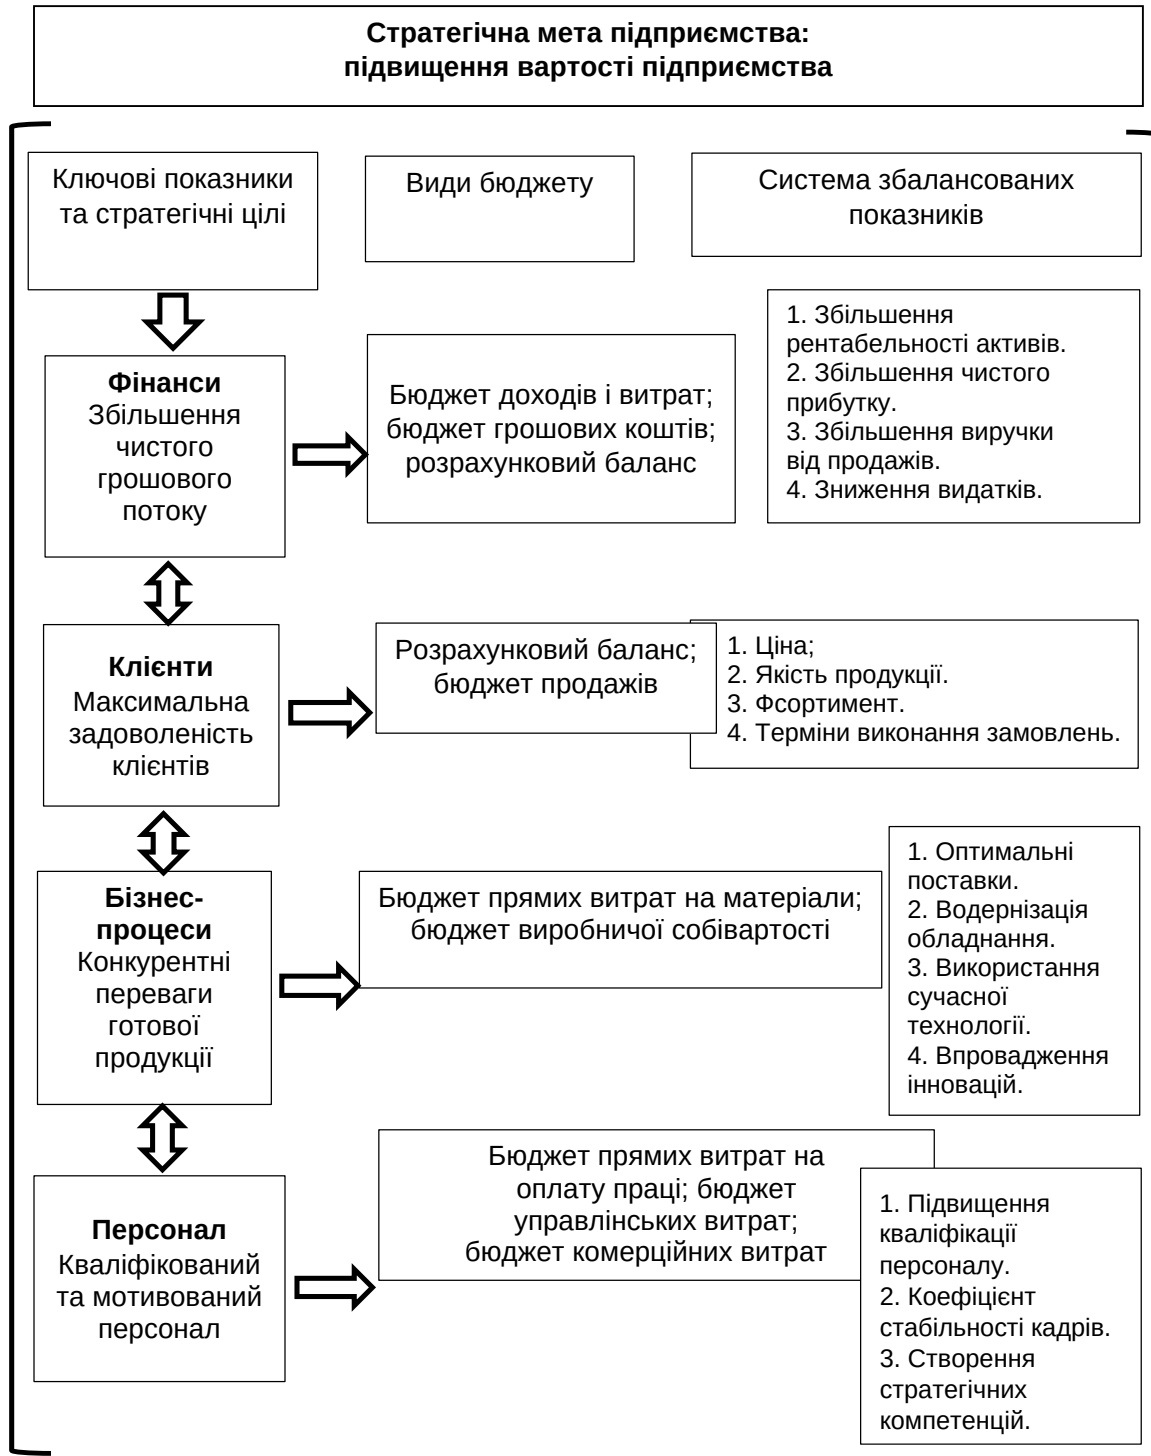 Стратегічна мета підприємства:
підвищення вартості підприємства
Ключові показники
та стратегічні цілі
Види бюджету
Система збалансованих
показників
Фінанси
Збільшення
чистого
грошового
потоку
Бюджет доходів і витрат;
бюджет грошових коштів;
розрахунковий баланс
1. Збільшення
рентабельності активів.
2. Збільшення чистого
прибутку.
3. Збільшення виручки
від продажів.
4. Зниження видатків.
Клієнти
Максимальна
задоволеність
клієнтів
Розрахунковий баланс;
бюджет продажів
1. Ціна;
2. Якість продукції.
3. Фсортимент.
4. Терміни виконання замовлень.
Бізнес-
процеси
Конкурентні
переваги
готової
продукції
Бюджет прямих витрат на матеріали;
бюджет виробничої собівартості
1. Оптимальні
поставки.
2. Водернізація
обладнання.
3. Використання
сучасної
технології.
4. Впровадження
інновацій.
Персонал
Кваліфікований
та мотивований
персонал
Бюджет прямих витрат на
оплату праці; бюджет
управлінських витрат;
бюджет комерційних витрат
1. Підвищення
кваліфікації
персоналу.
2. Коефіцієнт
стабільності кадрів.
3. Створення
стратегічних
компетенцій.